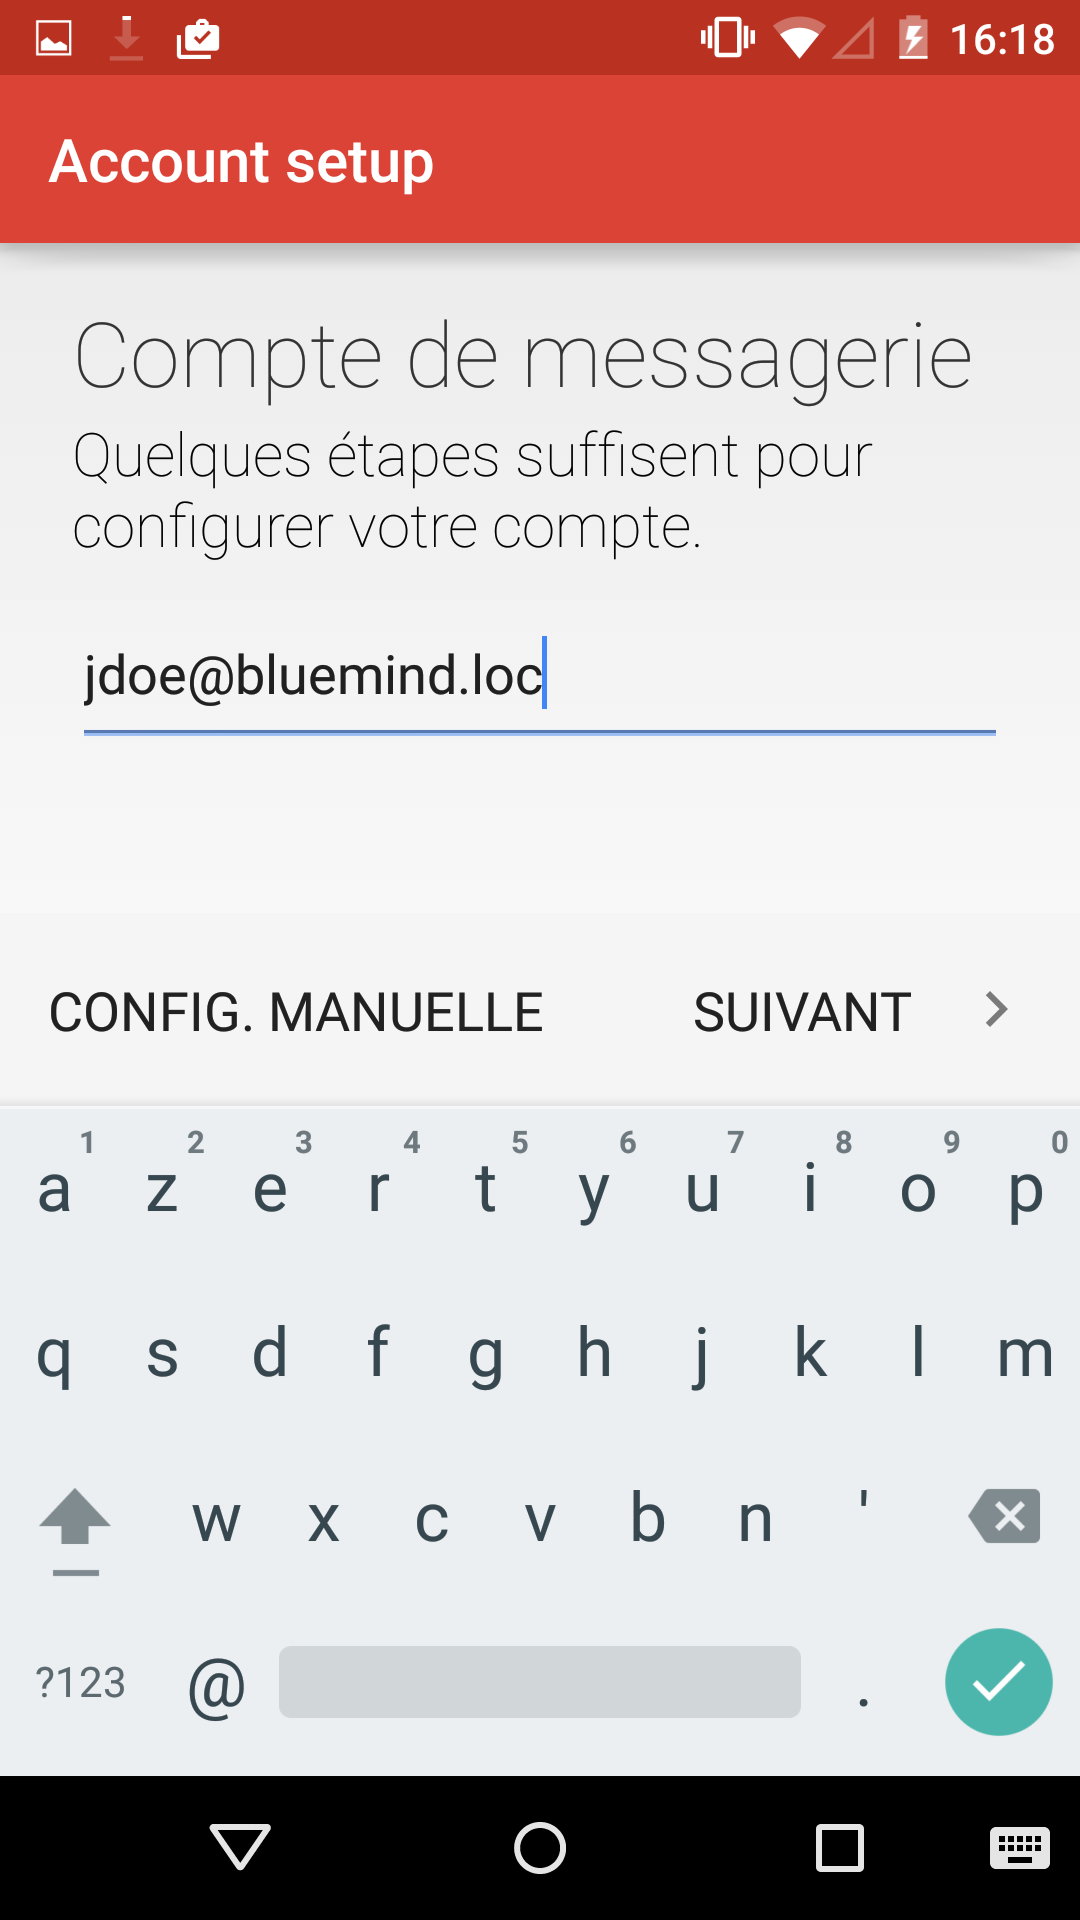 16:18
Account setup
Compte de messagerie
Quelques étapes suffisent pour
configurer votre compte.
jdoe@bluemind.loc
CONFIG. MANUELLE SUIVANT
1 2 3 4 5 6 7 8 9 0
a z e r t y u i o p
q s d f g h j k l m
w x c v b n '
?123 @ .